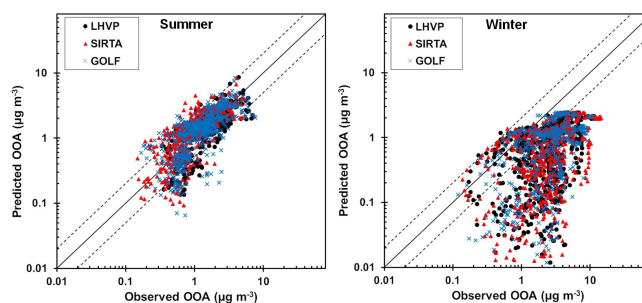 Summer
● LHVP
▲ SIRTA
× GOLF
Predicted OOA (µg m⁻³)
10
1
0.1
0.01
0.01
0.1
1
10
Observed OOA (µg m⁻³)
Winter
● LHVP
▲ SIRTA
× GOLF
Predicted OOA (µg m⁻³)
10
1
0.1
0.01
0.01
0.1
1
10
Observed OOA (µg m⁻³)